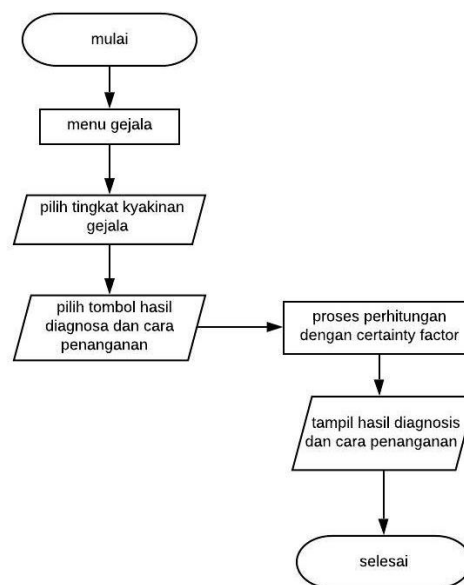 mulai
menu gejala
pilih tingkat kyakinan
gejala
pilih tombol hasil
diagnosa dan cara
penanganan
proses perhitungan
dengan certainty factor
tampil hasil diagnosis
dan cara penanganan
selesai